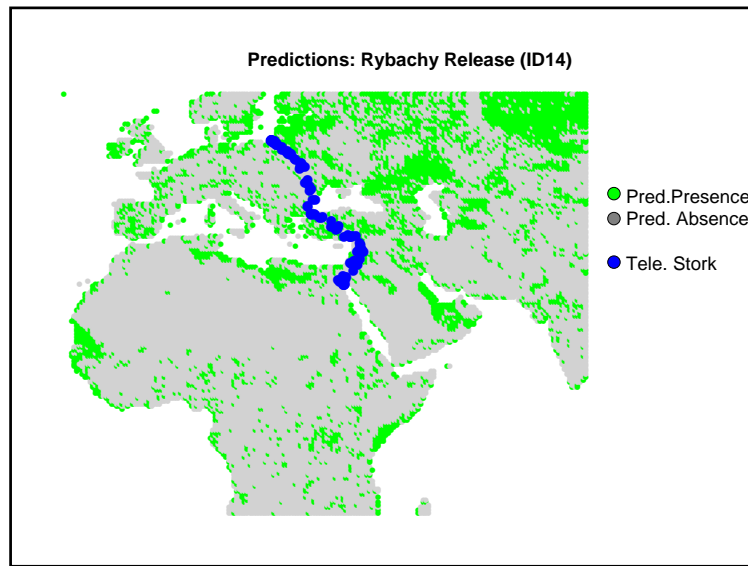 Predictions: Rybachy Release (ID14)
Pred.Presence
Pred. Absence
Tele. Stork